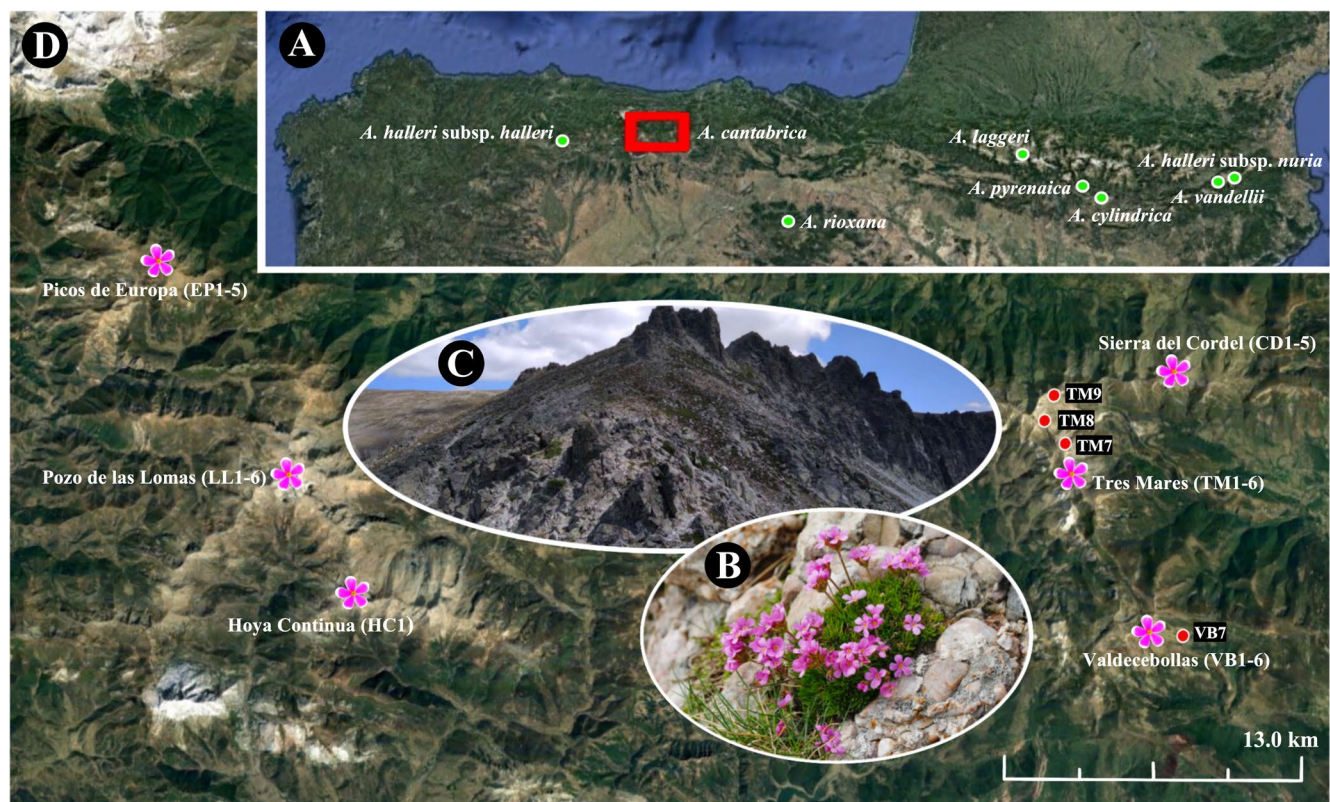 D
A
A. halleri subsp. halleri
A. cantabrica
A. laggeri
A. halleri subsp. nuria
A. pyrenaica
A. vandellii
A. cylindrica
A. rioxana
Picos de Europa (EP1-5)
C
Sierra del Cordel (CD1-5)
TM9
TM8
TM7
Pozo de las Lomas (LL1-6)
Tres Mares (TM1-6)
B
Hoya Contínua (HC1)
VB7
Valdecebollas (VB1-6)
13.0 km